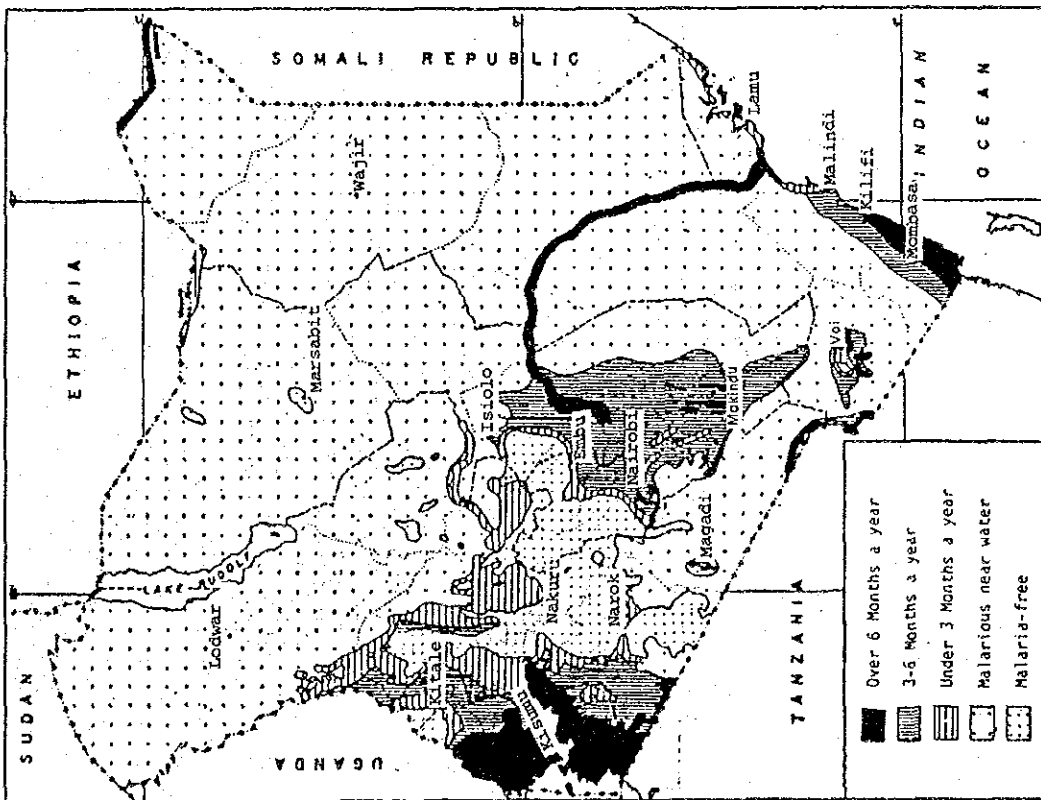 SUDAN
ETHIOPIA
SOMALI REPUBLIC
UGANDA
LAKE RUDOLF
Lodwar
Marsabit
Wajir
Kitale
Isiolo
Kisumu
Nakuru
Embu
Narok
Nairobi
Magadi
Makindu
Voi
Lamu
Malindi
Kilifi
Mombasa
TANZANIA
INDIAN
OCEAN
Over 6 Months a year
3-6 Months a year
Under 3 Months a year
Malarious near water
Malaria-free